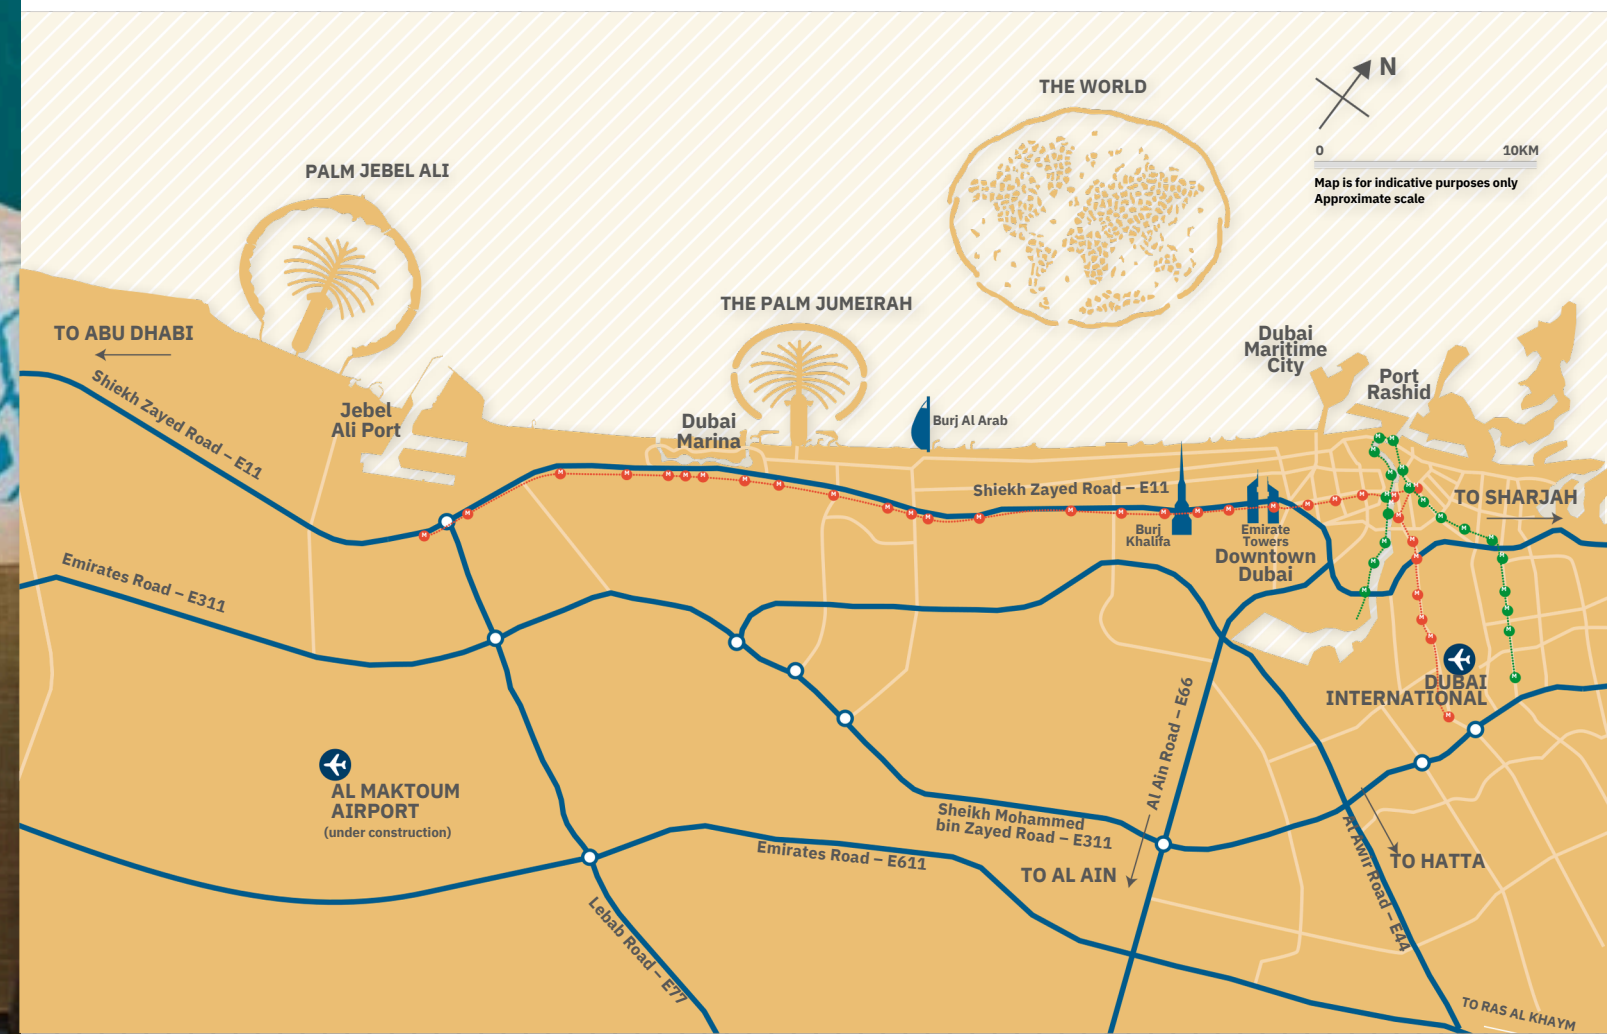 THE WORLD
N
0 10KM
Map is for indicative purposes only
Approximate scale
PALM JEBEL ALI
THE PALM JUMEIRAH
TO ABU DHABI
Shiekh Zayed Road – E11
Jebel
Ali Port
Dubai
Marina
Burj Al Arab
Dubai
Maritime
City
Port
Rashid
Shiekh Zayed Road – E11
TO SHARJAH
Burj
Khalifa
Emirate
Towers
Downtown
Dubai
Emirates Road – E311
DUBAI
INTERNATIONAL
AL MAKTOUM
AIRPORT
(under construction)
Al Ain Road – E66
Sheikh Mohammed
bin Zayed Road – E311
Emirates Road – E611
TO AL AIN
TO HATTA
Al Awir Road – E44
Lebab Road – E77
TO RAS AL KHAYM